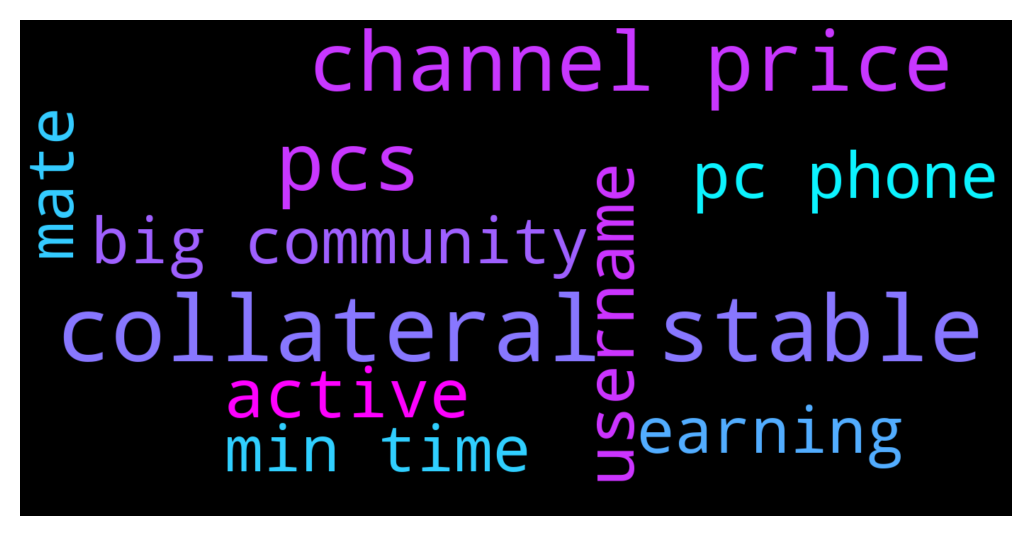 channel price
mate
pcs
pc phone
big community
username
collateral stable
active
earning
min time